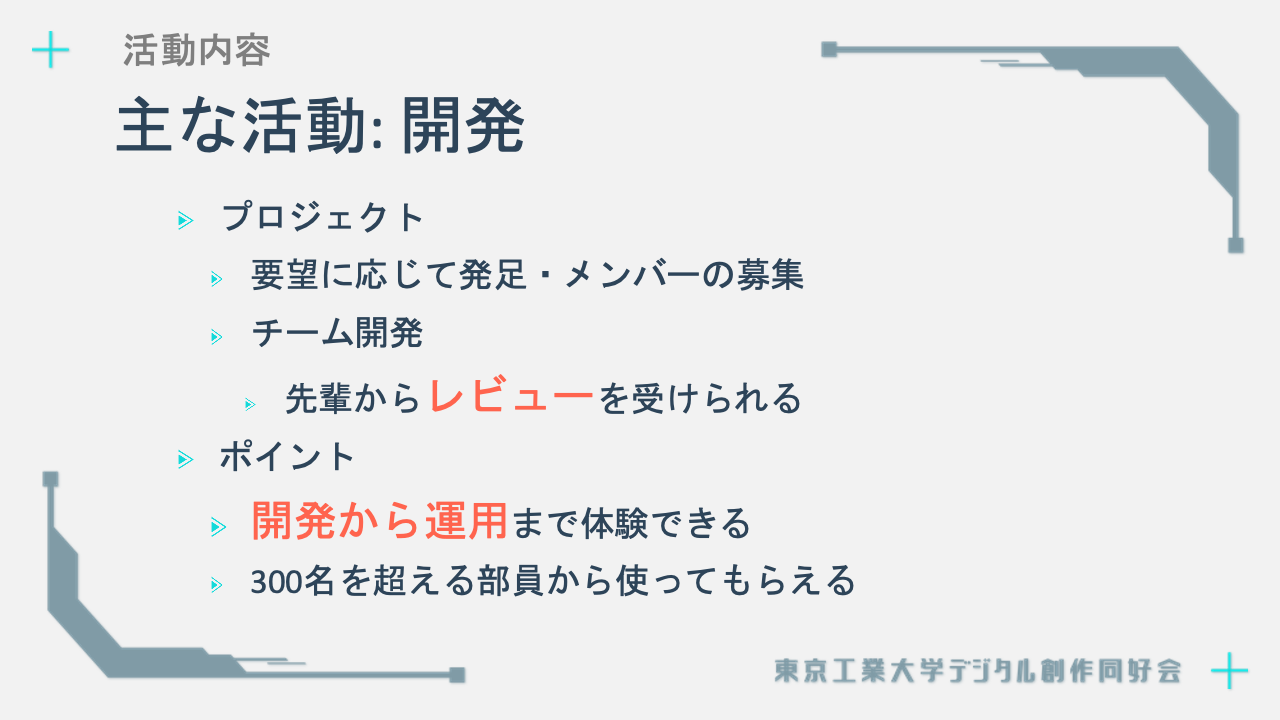 活動内容
主な活動: 開発
プロジェクト
要望に応じて発足・メンバーの募集
チーム開発
先輩からレビューを受けられる
ポイント
開発から運用まで体験できる
300名を超える部員から使ってもらえる
東京工業大学デジタル創作同好会